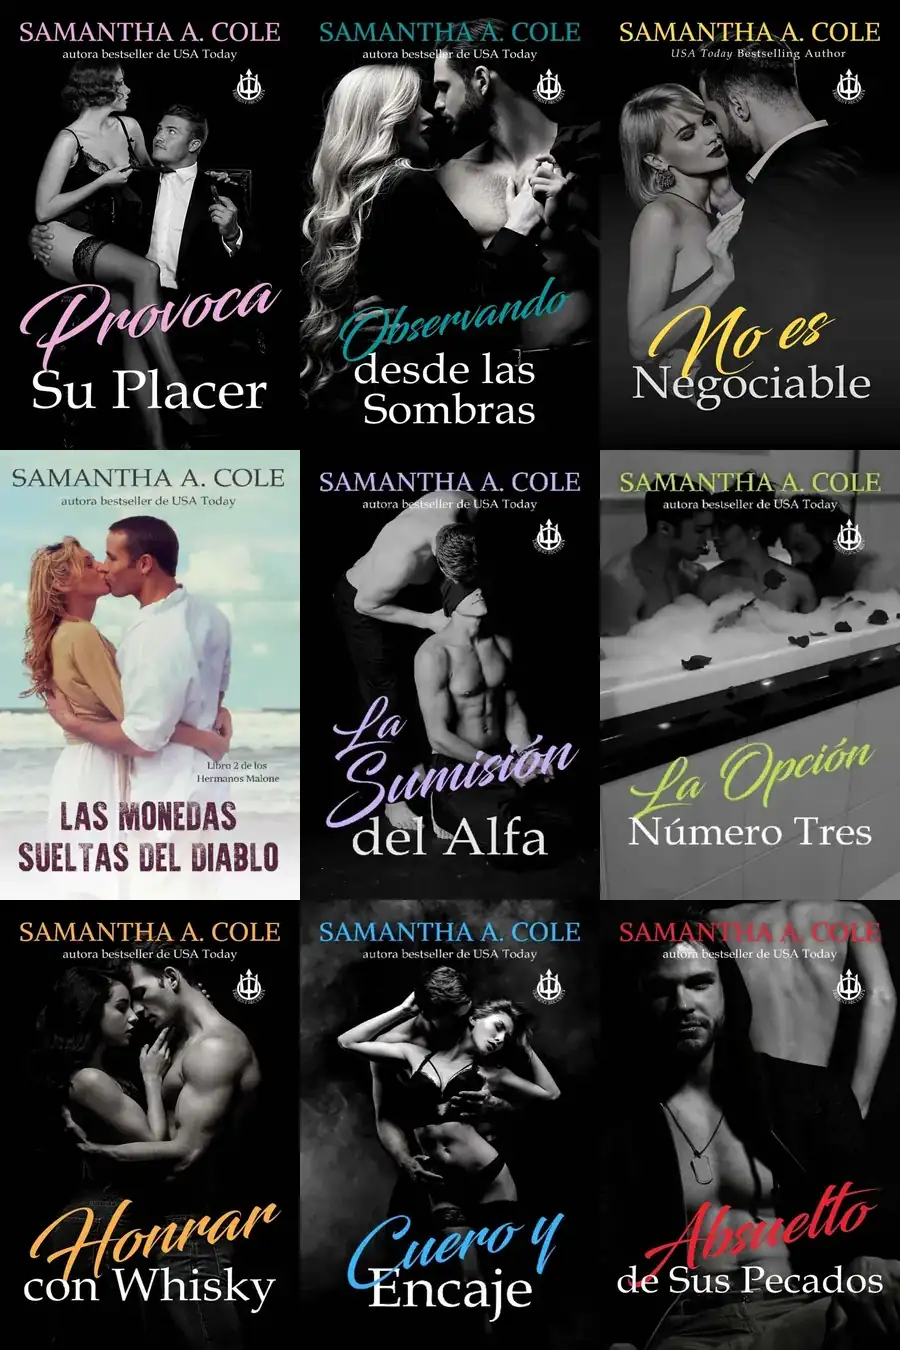 SAMANTHA A. COLE
autora bestseller de USA Today
Provoca
Su Placer
SAMANTHA A. COLE
autora bestseller de USA Today
Observando
desde las
Sombras
SAMANTHA A. COLE
USA Today Bestselling Author
No es
Negociable
SAMANTHA A. COLE
autora bestseller de USA Today
Libro 2 de los
Hermanos Malone
LAS MONEDAS
SUELTAS DEL DIABLO
SAMANTHA A. COLE
autora bestseller de USA Today
La
Sumisión
del Alfa
SAMANTHA A. COLE
autora bestseller de USA Today
La Opción
Número Tres
SAMANTHA A. COLE
autora bestseller de USA Today
Honrar
con Whisky
SAMANTHA A. COLE
autora bestseller de USA Today
Cuero y
Encaje
SAMANTHA A. COLE
autora bestseller de USA Today
Absuelto
de Sus Pecados